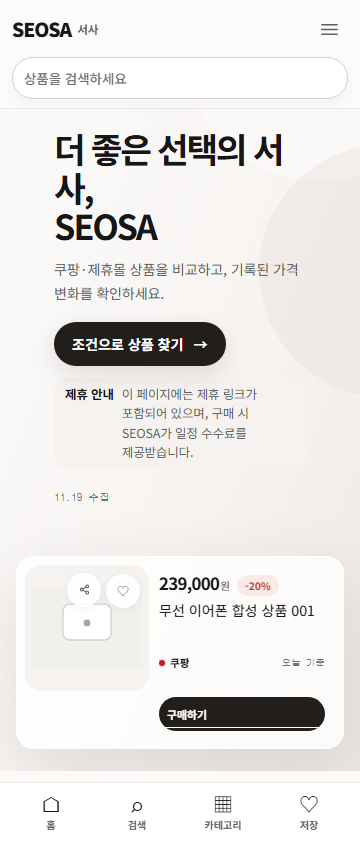 SEOSA 서사
상품을 검색하세요
더 좋은 선택의 서
사,
SEOSA
쿠팡·제휴몰 상품을 비교하고, 기록된 가격
변화를 확인하세요.
조건으로 상품 찾기 →
제휴 안내 이 페이지에는 제휴 링크가
포함되어 있으며, 구매 시
SEOSA가 일정 수수료를
제공받습니다.
11.19 수집
239,000원 -20%
무선 이어폰 합성 상품 001
쿠팡 오늘 기준
구매하기
홈 검색 카테고리 저장